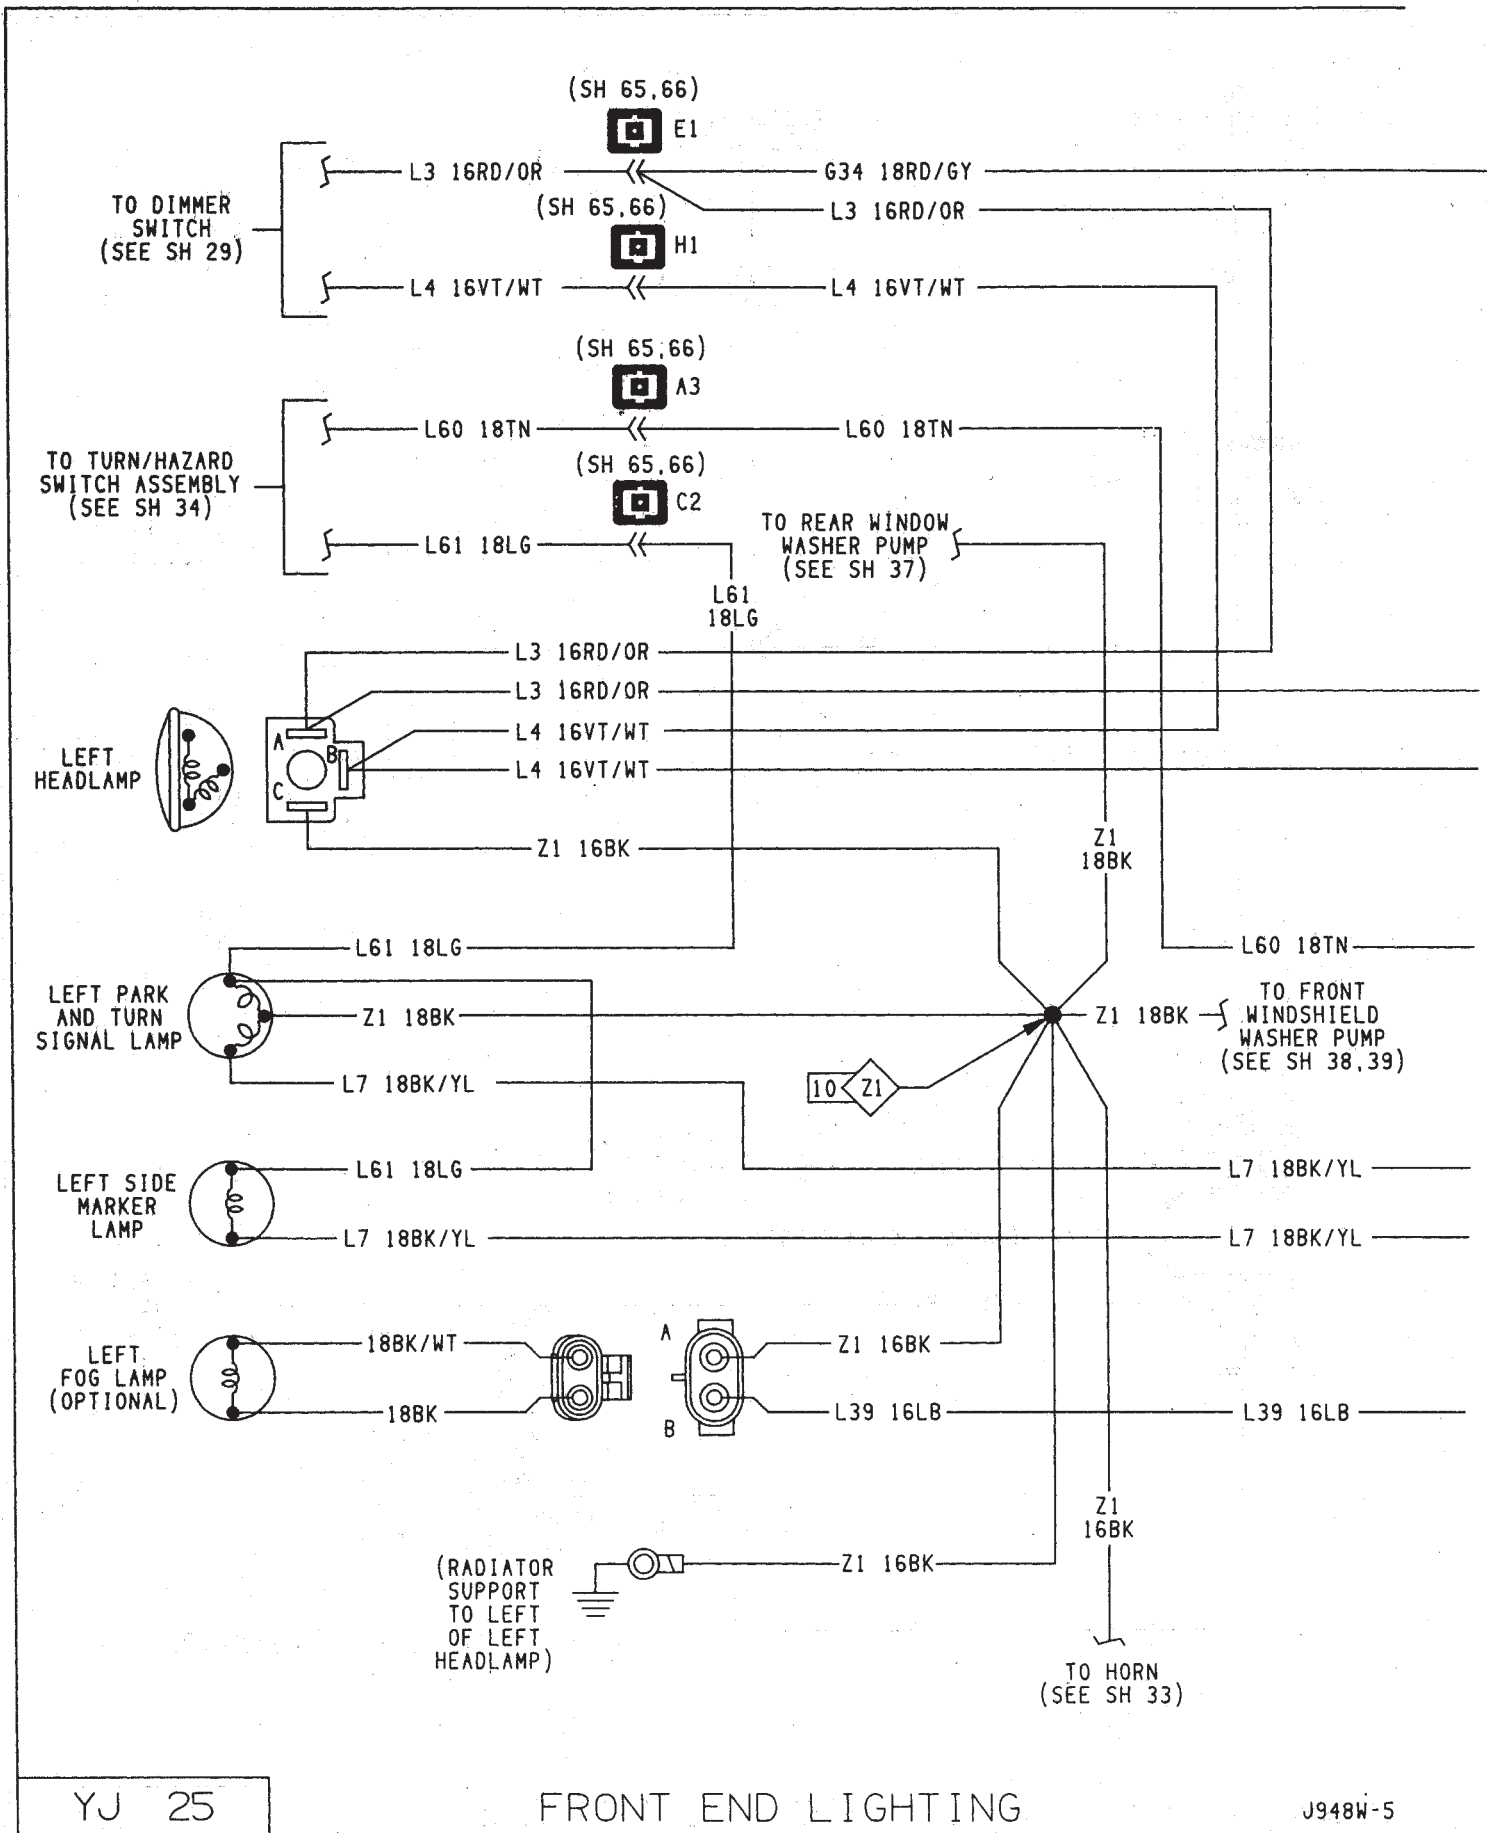 (SH 65,66)
E1
L3 16RD/OR
G34 18RD/GY
TO DIMMER
SWITCH
(SEE SH 29)
(SH 65,66)
L3 16RD/OR
H1
L4 16VT/WT
L4 16VT/WT
(SH 65,66)
A3
L60 18TN
L60 18TN
TO TURN/HAZARD
SWITCH ASSEMBLY
(SEE SH 34)
(SH 65,66)
C2
L61 18LG
TO REAR WINDOW
WASHER PUMP
(SEE SH 37)
L61
18LG
L3 16RD/OR
L3 16RD/OR
L4 16VT/WT
L4 16VT/WT
LEFT
HEADLAMP
A
B
C
Z1 16BK
Z1
18BK
L61 18LG
L60 18TN
LEFT PARK
AND TURN
SIGNAL LAMP
Z1 18BK
Z1 18BK
TO FRONT
WINDSHIELD
WASHER PUMP
(SEE SH 38,39)
L7 18BK/YL
10
Z1
LEFT SIDE
MARKER
LAMP
L61 18LG
L7 18BK/YL
L7 18BK/YL
L7 18BK/YL
LEFT
FOG LAMP
(OPTIONAL)
18BK/WT
18BK
A
B
Z1 16BK
L39 16LB
L39 16LB
Z1
16BK
(RADIATOR
SUPPORT
TO LEFT
OF LEFT
HEADLAMP)
Z1 16BK
TO HORN
(SEE SH 33)
YJ 25
FRONT END LIGHTING
J948W-5